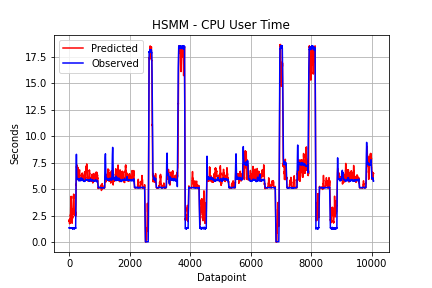 HSMM - CPU User Time
Predicted
Observed
17.5
15.0
12.5
10.0
7.5
5.0
2.5
0.0
Seconds
0 2000 4000 6000 8000 10000
Datapoint